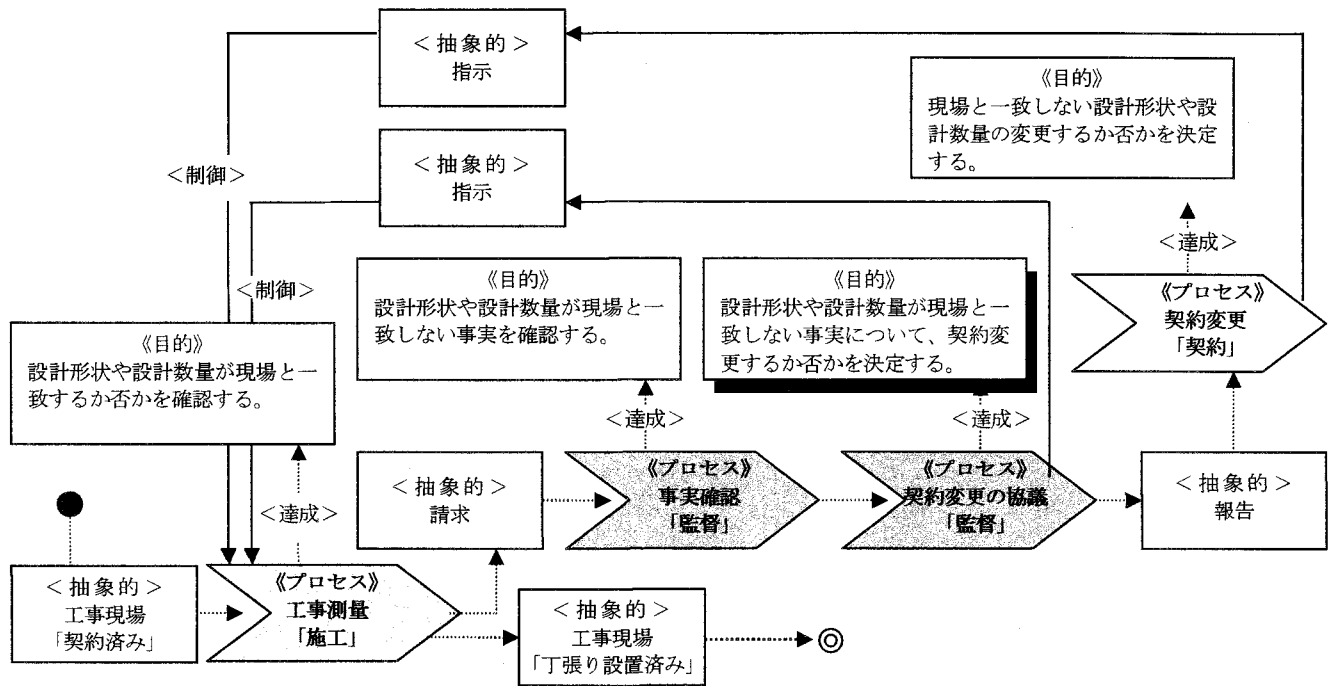 <抽象的>
指示
《目的》
現場と一致しない設計形状や設
計数量の変更するか否かを決定
する。
<抽象的>
指示
<制御>
<達成>
《目的》
設計形状や設計数量が現場と一
致しない事実を確認する。
《目的》
設計形状や設計数量が現場と一
致しない事実について、契約変
更するか否かを決定する。
《プロセス》
契約変更
「契約」
<制御>
《目的》
設計形状や設計数量が現場と一
致するか否かを確認する。
<達成>
<達成>
<抽象的>
請求
《プロセス》
事実確認
「監督」
《プロセス》
契約変更の協議
「監督」
<抽象的>
報告
<達成>
<抽象的>
工事現場
「契約済み」
《プロセス》
工事測量
「施工」
<抽象的>
工事現場
「丁張り設置済み」